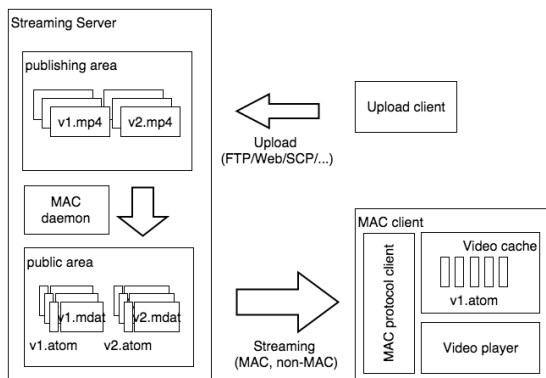 Streaming Server
publishing area
v1.mp4
v2.mp4
Upload client
Upload
(FTP/Web/SCP/...)
MAC
daemon
public area
v1.mdat
v2.mdat
v1.atom
v2.atom
Streaming
(MAC, non-MAC)
MAC client
MAC protocol client
Video cache
v1.atom
Video player